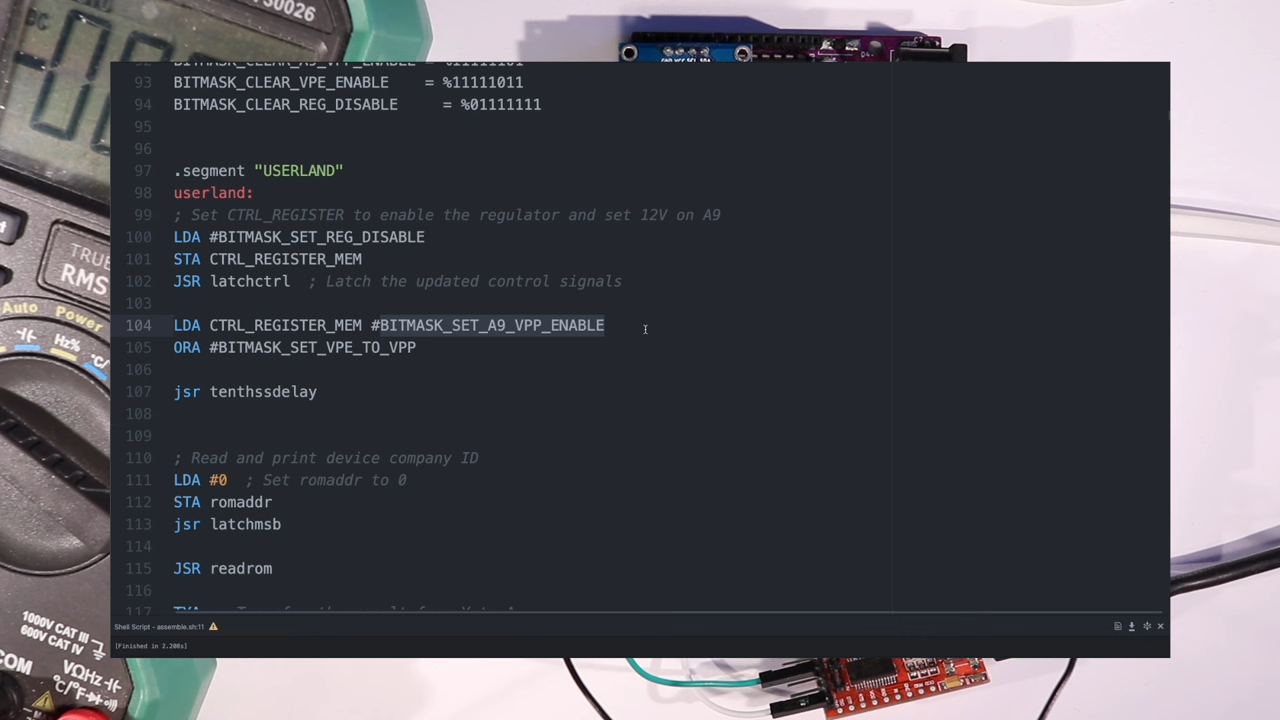 30026
93 BITMASK_CLEAR_VPE_ENABLE = %11111011
94 BITMASK_CLEAR_REG_DISABLE = %01111111
95
96
97 .segment "USERLAND"
98 userland:
99 ; Set CTRL_REGISTER to enable the regulator and set 12V on A9
100 LDA #BITMASK_SET_REG_DISABLE
101 STA CTRL_REGISTER_MEM
102 JSR latchctrl ; Latch the updated control signals
103
104 LDA CTRL_REGISTER_MEM #BITMASK_SET_A9_VPP_ENABLE
105 ORA #BITMASK_SET_VPE_TO_VPP
106
107 jsr tenthssdelay
108
109
110 ; Read and print device company ID
111 LDA #0 ; Set romaddr to 0
112 STA romaddr
113 jsr latchmsb
114
115 JSR readrom
116
Shell Script - assemble.sh:11
[Finished in 2.208s]
TRUE
RMS
Auto Power
Hz%
1000V CAT III
600V CAT IV
COM
VΩHz
°C/°F